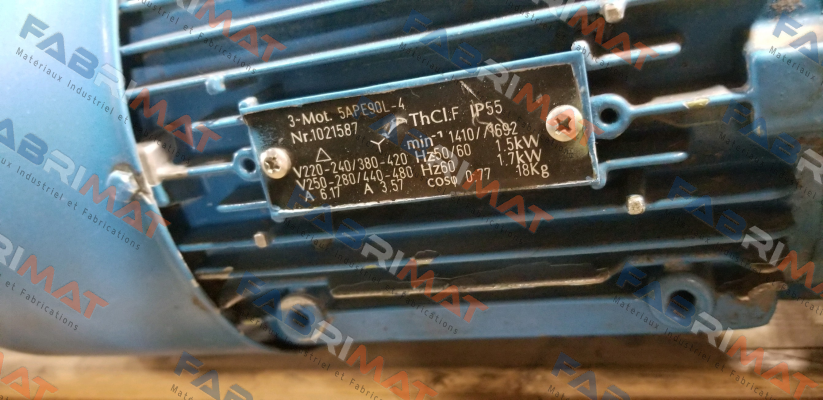 3-Mot. 5APE90L-4 ThCl.F IP55
Nr.1021587 min⁻¹ 1410/1692
△ Y
V220-240/380-420 Hz50/60 1.5kW
V250-280/440-480 Hz60 1.7kW
A 6.17 A 3.57 cosφ 0.77 18Kg
FABRIMAT
Materiaux Industriel et Fabrications